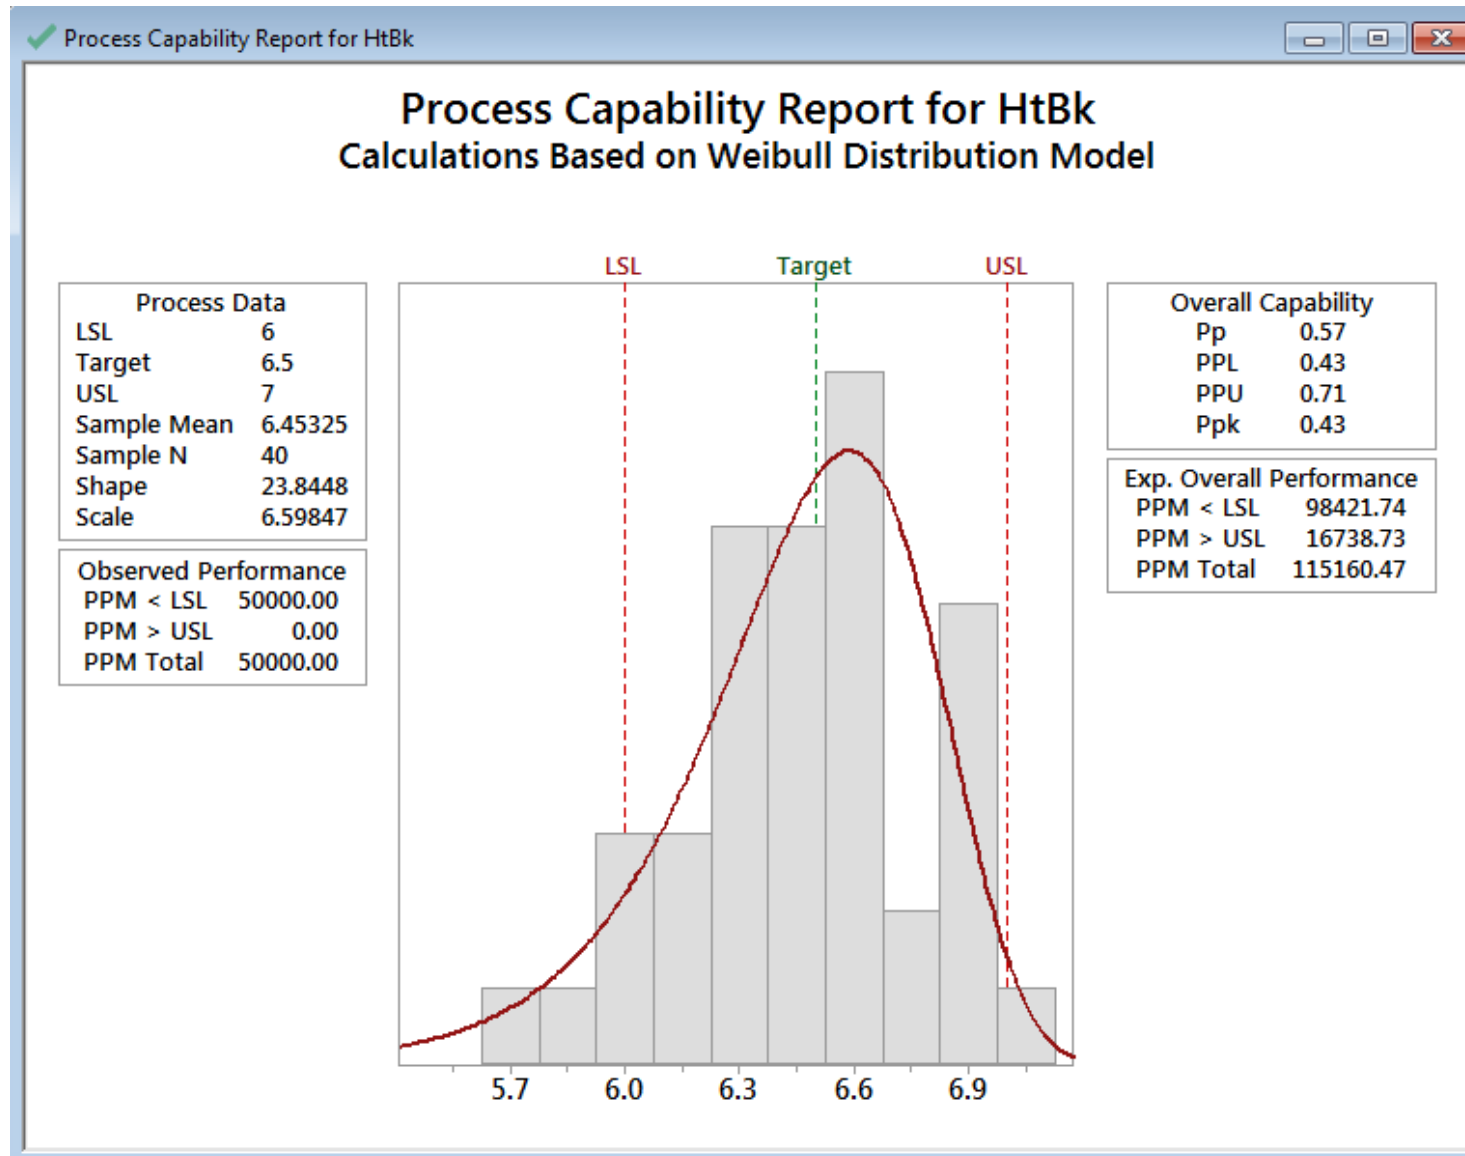 Process Capability Report for HtBk
Process Capability Report for HtBk
Calculations Based on Weibull Distribution Model
LSL Target USL
Process Data
LSL 6
Target 6.5
USL 7
Sample Mean 6.45325
Sample N 40
Shape 23.8448
Scale 6.59847
Observed Performance
PPM < LSL 50000.00
PPM > USL 0.00
PPM Total 50000.00
Overall Capability
Pp 0.57
PPL 0.43
PPU 0.71
Ppk 0.43
Exp. Overall Performance
PPM < LSL 98421.74
PPM > USL 16738.73
PPM Total 115160.47
5.7 6.0 6.3 6.6 6.9